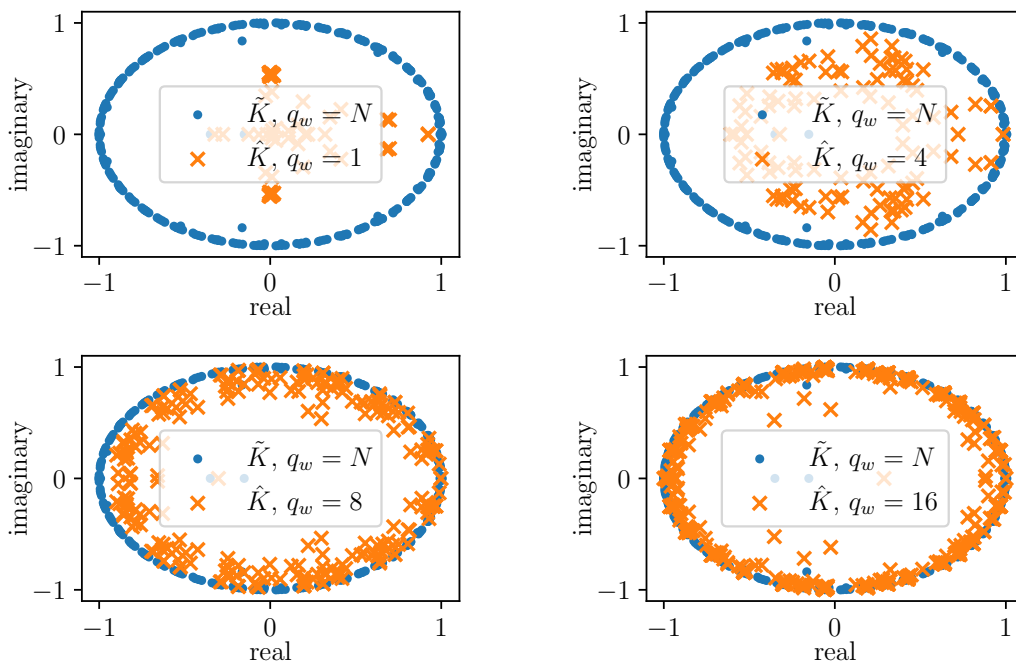 1
0
−1
imaginary
−1
0
1
real
K̃, q_w = N
K̂, q_w = 1
1
0
−1
imaginary
−1
0
1
real
K̃, q_w = N
K̂, q_w = 4
1
0
−1
imaginary
−1
0
1
real
K̃, q_w = N
K̂, q_w = 8
1
0
−1
imaginary
−1
0
1
real
K̃, q_w = N
K̂, q_w = 16